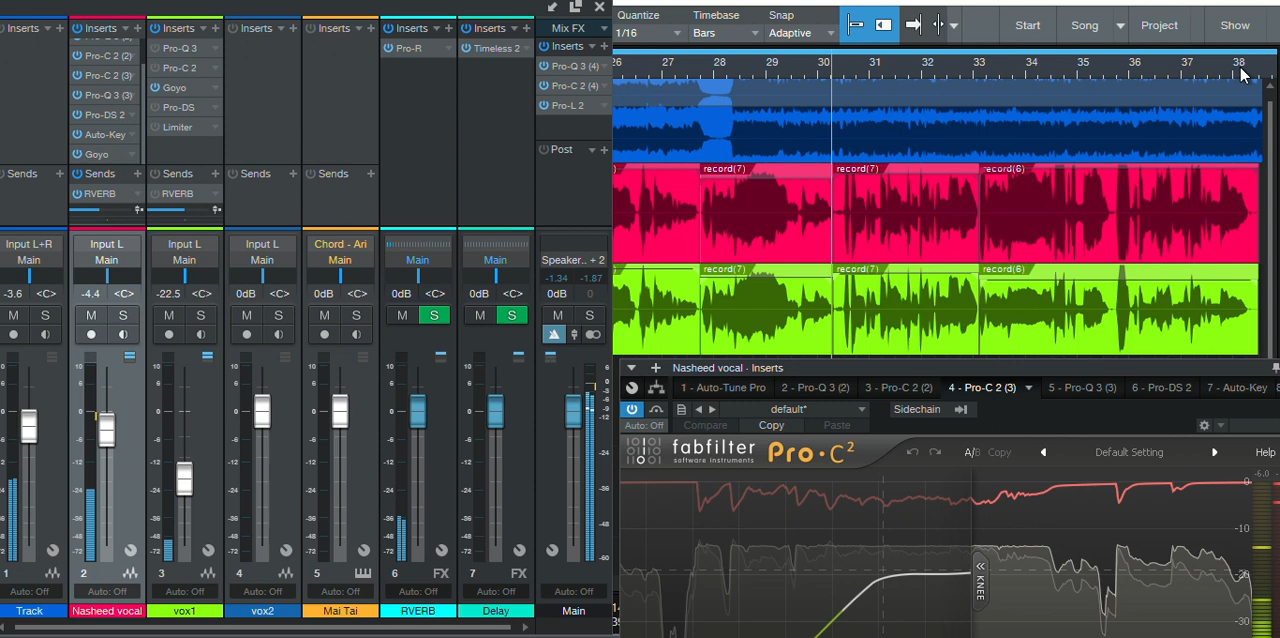 Quantize Timebase Snap
1/16 Bars Adaptive
Start Song Project Show
26 27 28 29 30 31 32 33 34 35 36 37 38
record(7) record(7) record(6)
record(7) record(7) record(6)
Inserts Inserts Inserts Inserts Inserts Inserts Inserts Mix FX
Inserts
Pro-C 2 (2) Pro-Q 3 Pro-R Timeless 2 Pro-Q 3 (4)
Pro-C 2 (3) Pro-C 2 Pro-C 2 (4)
Pro-Q 3 (3) Goyo Pro-L 2
Pro-DS 2 Pro-DS
Auto-Key Limiter
Goyo Post
Sends Sends Sends Sends Sends
RVERB RVERB
Input L+R Input L Input L Input L Chord - Ari
Main Main Main Main Main Main Main Speaker.. + 2
-1.34 -1.87
-3.6 <C> -4.4 <C> -22.5 <C> 0dB <C> 0dB <C> 0dB <C> 0dB <C> 0dB 0
M S M S M S M S M S M S M S M S
1 2 3 4 5 6 FX 7 FX
Auto: Off Auto: Off Auto: Off Auto: Off Auto: Off Auto: Off Auto: Off Auto: Off
Track Nasheed vocal vox1 vox2 Mai Tai RVERB Delay Main
Nasheed vocal - Inserts
1 - Auto-Tune Pro 2 - Pro-Q 3 (2) 3 - Pro-C 2 (2) 4 - Pro-C 2 (3) 5 - Pro-Q 3 (3) 6 - Pro-DS 2 7 - Auto-Key 8
default* Sidechain
Auto: Off Compare Copy Paste
fabfilter Pro·C²
software instruments
A/B Copy Default Setting Help
-6.0
0
-10
-20
-30
KNEE